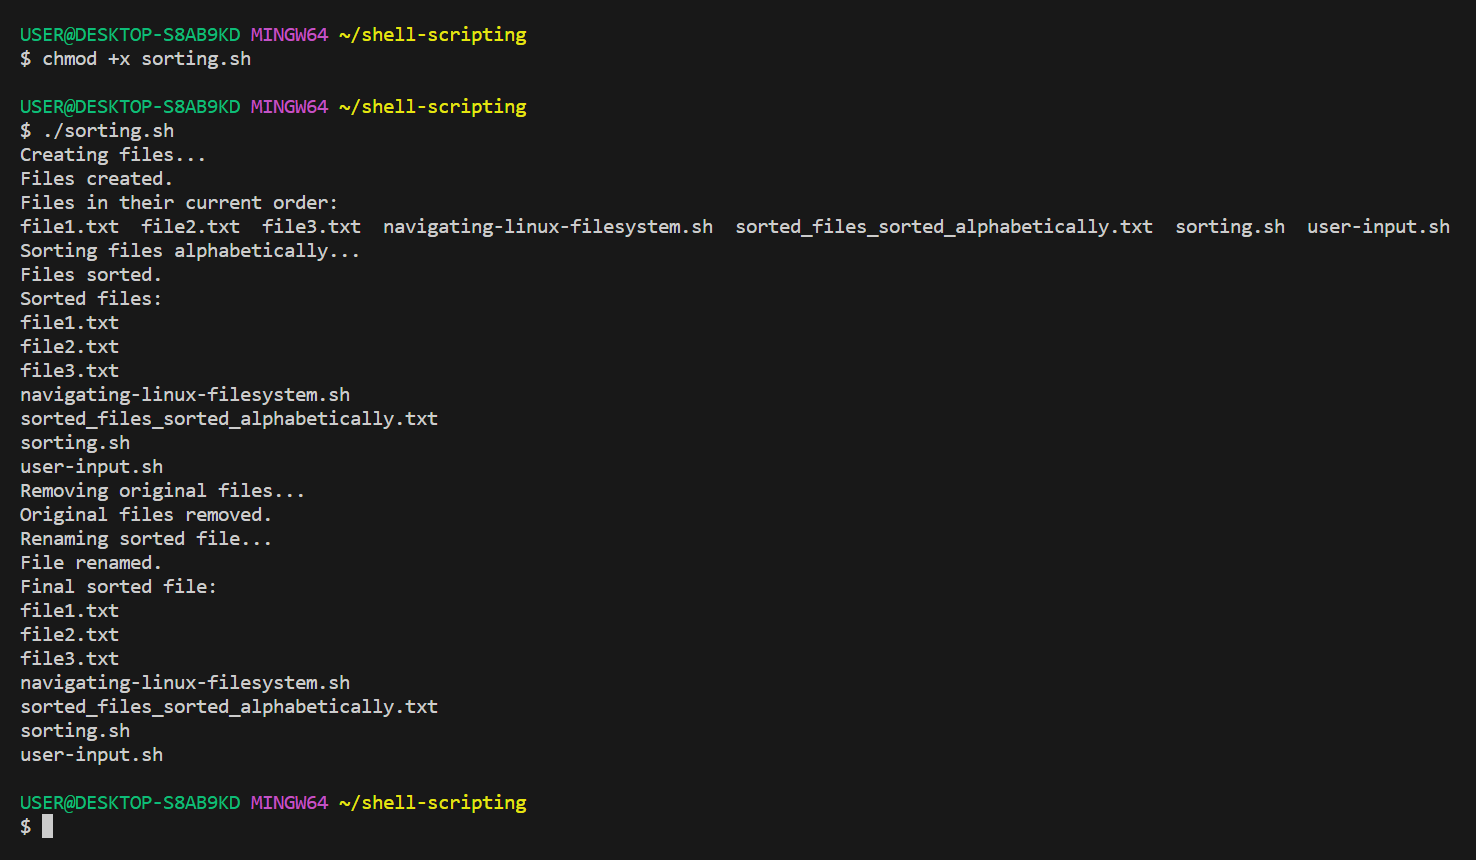 USER@DESKTOP-S8AB9KD MINGW64 ~/shell-scripting
$ chmod +x sorting.sh
USER@DESKTOP-S8AB9KD MINGW64 ~/shell-scripting
$ ./sorting.sh
Creating files...
Files created.
Files in their current order:
file1.txt  file2.txt  file3.txt  navigating-linux-filesystem.sh  sorted_files_sorted_alphabetically.txt  sorting.sh  user-input.sh
Sorting files alphabetically...
Files sorted.
Sorted files:
file1.txt
file2.txt
file3.txt
navigating-linux-filesystem.sh
sorted_files_sorted_alphabetically.txt
sorting.sh
user-input.sh
Removing original files...
Original files removed.
Renaming sorted file...
File renamed.
Final sorted file:
file1.txt
file2.txt
file3.txt
navigating-linux-filesystem.sh
sorted_files_sorted_alphabetically.txt
sorting.sh
user-input.sh
USER@DESKTOP-S8AB9KD MINGW64 ~/shell-scripting
$